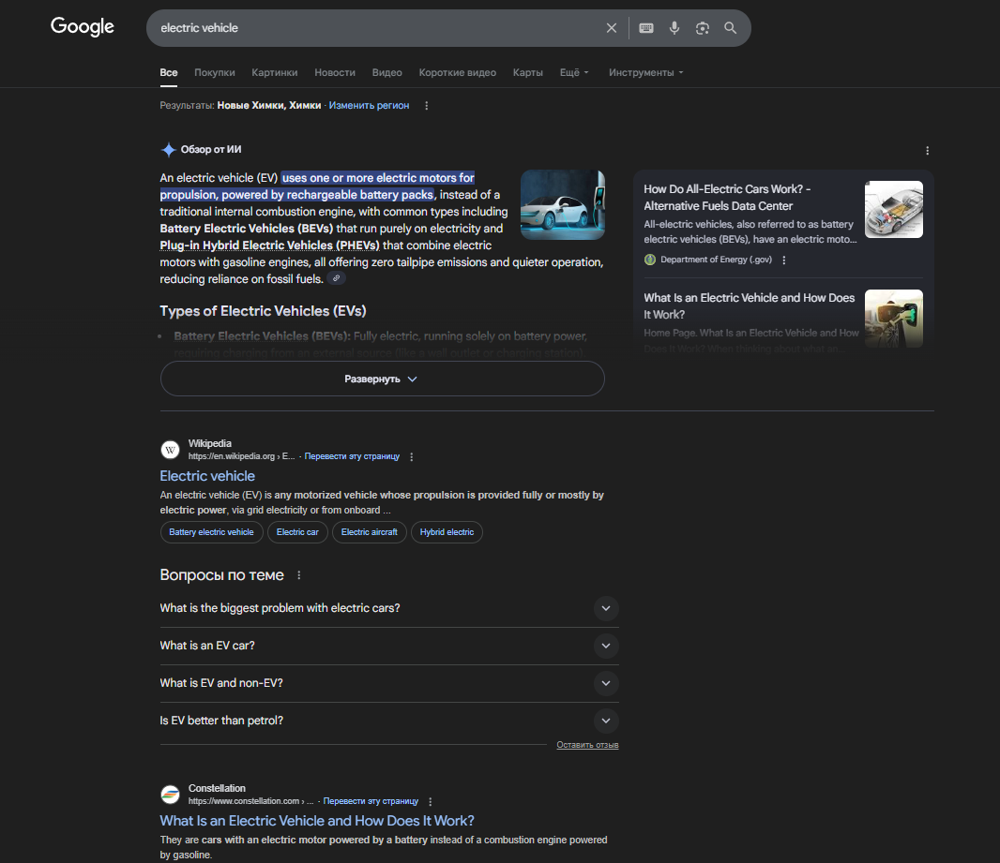 Google
electric vehicle
Все
Покупки
Картинки
Новости
Видео
Короткие видео
Карты
Ещё
Инструменты
Результаты: Новые Химки, Химки · Изменить регион
Обзор от ИИ
An electric vehicle (EV) uses one or more electric motors for
propulsion, powered by rechargeable battery packs, instead of a
traditional internal combustion engine, with common types including
Battery Electric Vehicles (BEVs) that run purely on electricity and
Plug-in Hybrid Electric Vehicles (PHEVs) that combine electric
motors with gasoline engines, all offering zero tailpipe emissions and quieter operation,
reducing reliance on fossil fuels.
Types of Electric Vehicles (EVs)
• Battery Electric Vehicles (BEVs): Fully electric, running solely on battery power,
requiring charging from an external source (like a wall outlet or charging station)
Развернуть
How Do All-Electric Cars Work? -
Alternative Fuels Data Center
All-electric vehicles, also referred to as battery
electric vehicles (BEVs), have an electric moto...
Department of Energy (.gov)
What Is an Electric Vehicle and How Does
It Work?
Home Page. What Is an Electric Vehicle and How
Does It Work? When thinking about what an...
W
Wikipedia
https://en.wikipedia.org › E... · Перевести эту страницу
Electric vehicle
An electric vehicle (EV) is any motorized vehicle whose propulsion is provided fully or mostly by
electric power, via grid electricity or from onboard ...
Battery electric vehicle
Electric car
Electric aircraft
Hybrid electric
Вопросы по теме
What is the biggest problem with electric cars?
What is an EV car?
What is EV and non-EV?
Is EV better than petrol?
Оставить отзыв
Constellation
https://www.constellation.com › ... · Перевести эту страницу
What Is an Electric Vehicle and How Does It Work?
They are cars with an electric motor powered by a battery instead of a combustion engine powered
by gasoline.